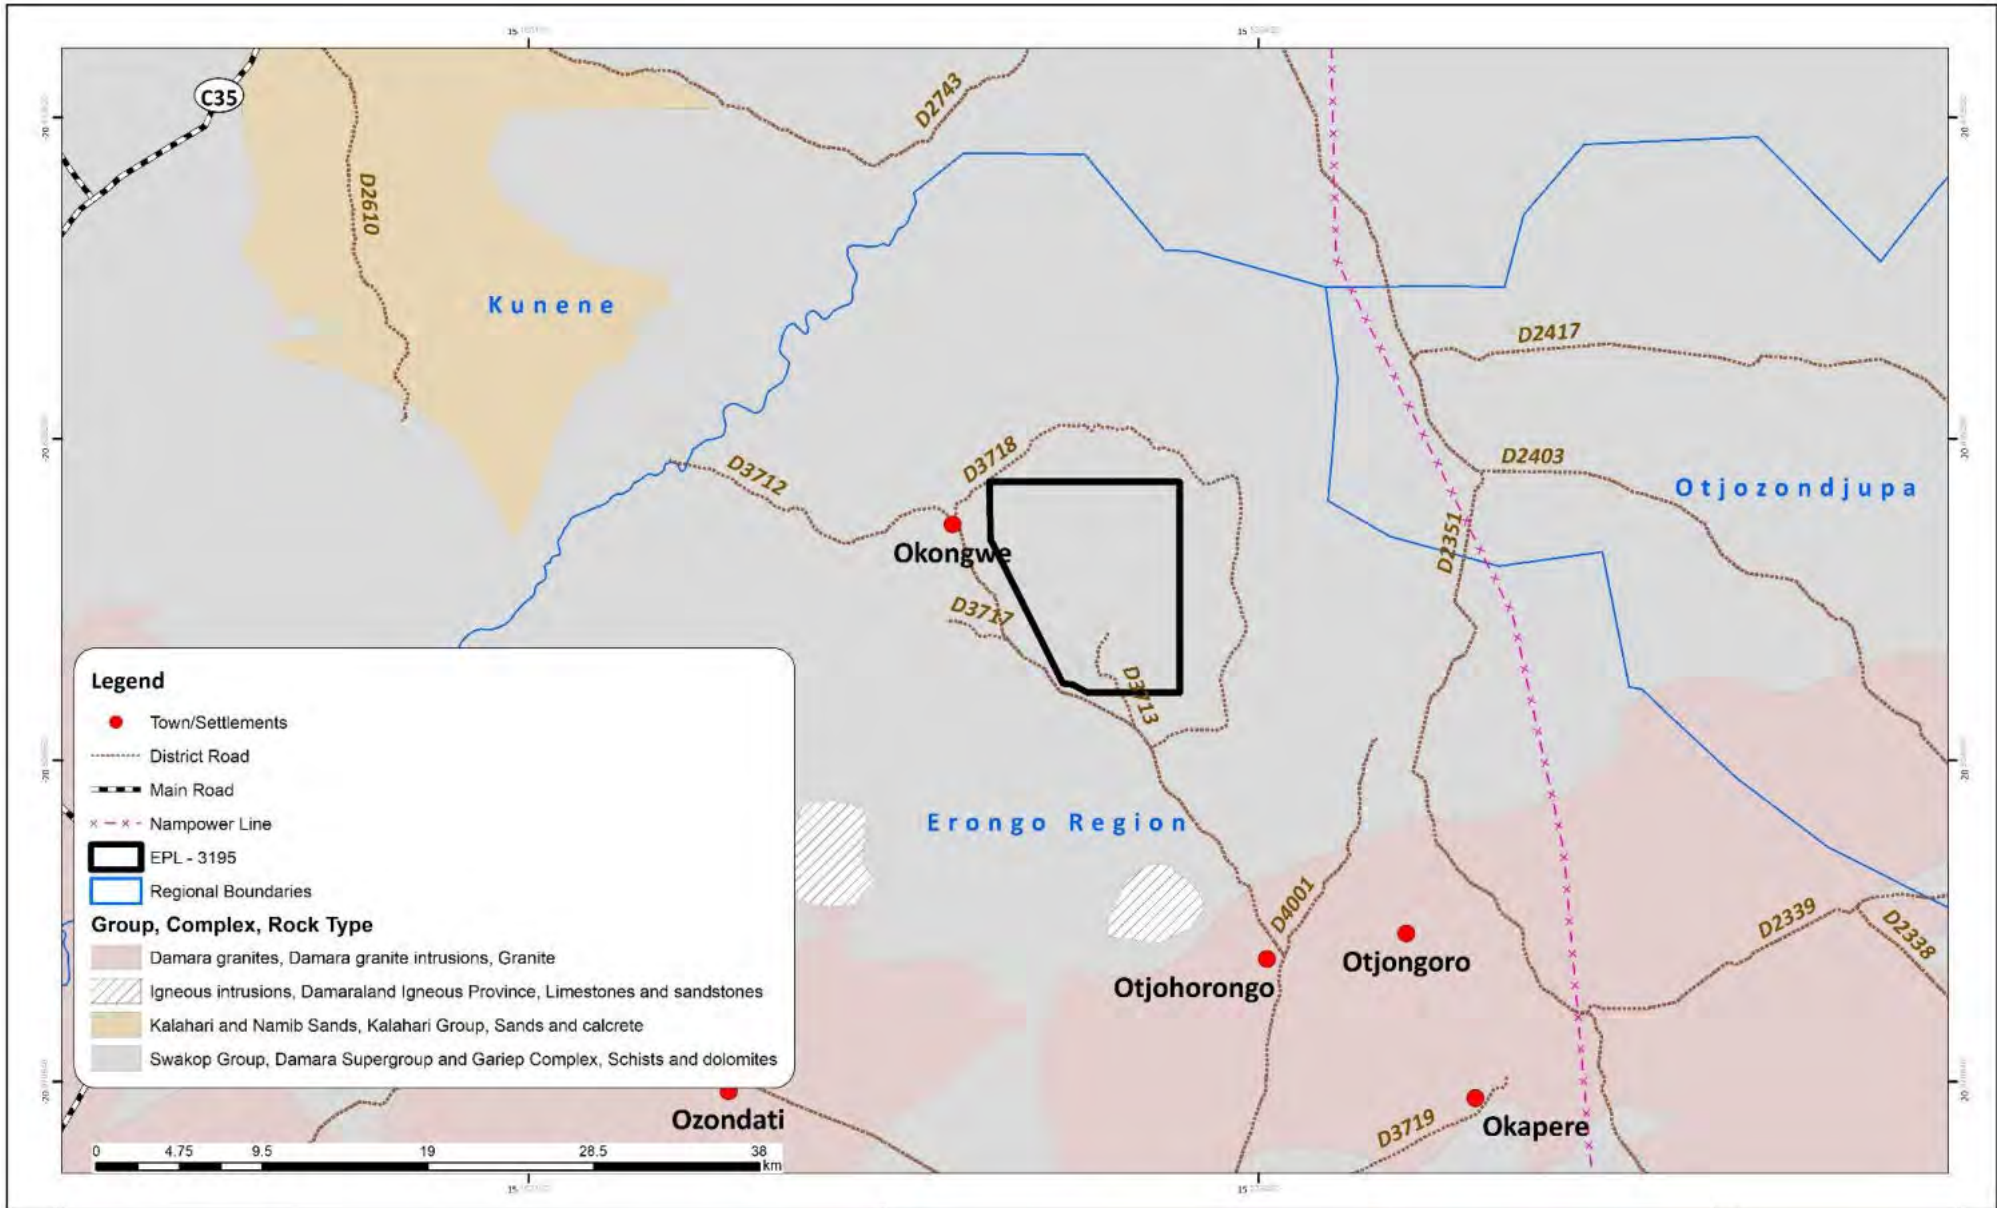 C35
D2743
D2610
Kunene
D2417
D3718
D2403
D3712
Otjozondjupa
D2351
Okongwe
D3717
D3713
Erongo Region
D4001
D2339
D2338
Otjongoro
Otjohorongo
D3719
Okapere
Ozondati
Legend
Town/Settlements
District Road
Main Road
Nampower Line
EPL - 3195
Regional Boundaries
Group, Complex, Rock Type
Damara granites, Damara granite intrusions, Granite
Igneous intrusions, Damaraland Igneous Province, Limestones and sandstones
Kalahari and Namib Sands, Kalahari Group, Sands and calcrete
Swakop Group, Damara Supergroup and Gariep Complex, Schists and dolomites
0 4.75 9.5 19 28.5 38
km